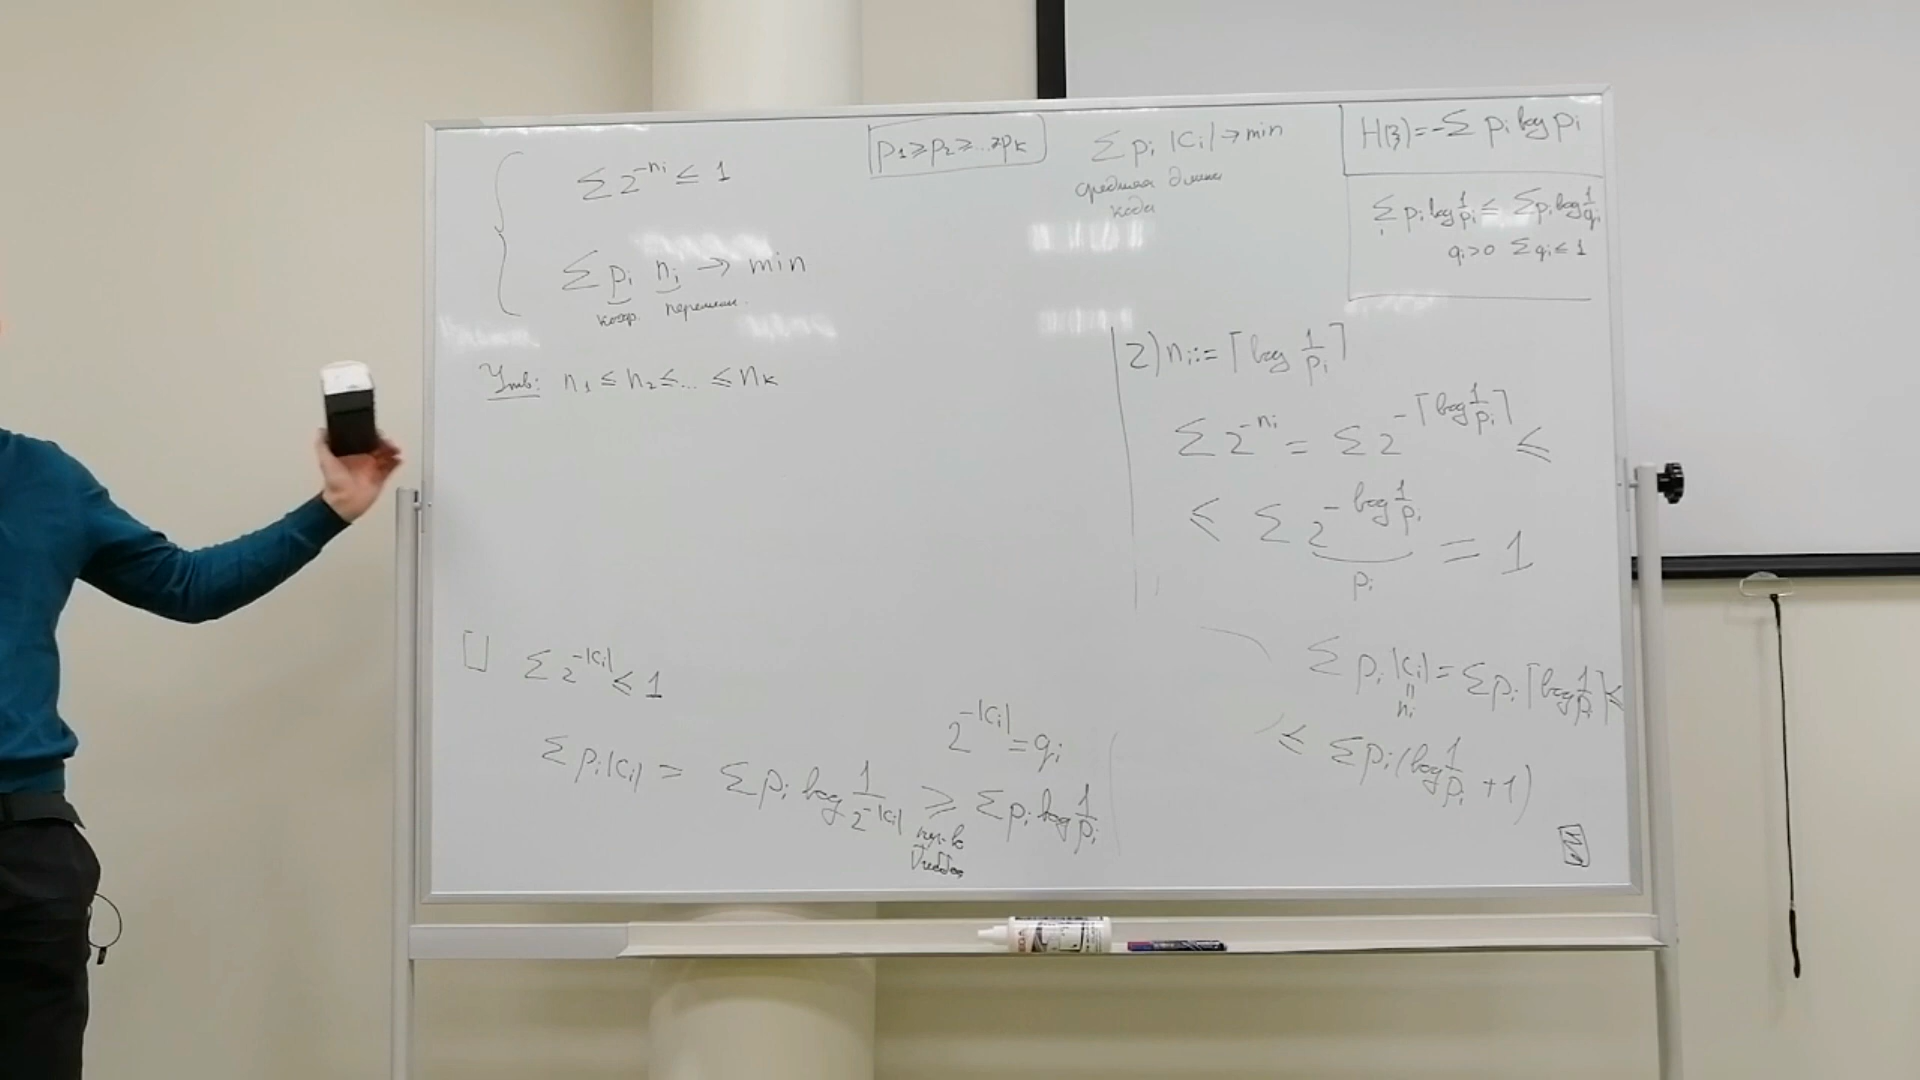 ∑ 2^{-n_i} ≤ 1
∑ p_i n_i → min
коэф. перемен.
Утв: n_1 ≤ n_2 ≤ ... ≤ n_k
p_1 ≥ p_2 ≥ ... ≥ p_k
∑ p_i |c_i| → min
средняя длина
кода
H(ξ) = -∑ p_i log p_i
∑ p_i log 1/p_i ≤ ∑ p_i log 1/q_i
q_i > 0 ∑ q_i ≤ 1
2) n_i := ⌈log 1/p_i⌉
∑ 2^{-n_i} = ∑ 2^{-⌈log 1/p_i⌉} ≤
≤ ∑ 2^{-log 1/p_i} = 1
p_i
∑ 2^{-|c_i|} ≤ 1
2^{-|c_i|} = q_i
∑ p_i |c_i| = ∑ p_i log 1/2^{-|c_i|} ≥ ∑ p_i log 1/p_i
нер-во
Гиббса
∑ p_i |c_i| = ∑ p_i ⌈log 1/p_i⌉ ≤
n_i
≤ ∑ p_i (log 1/p_i + 1)